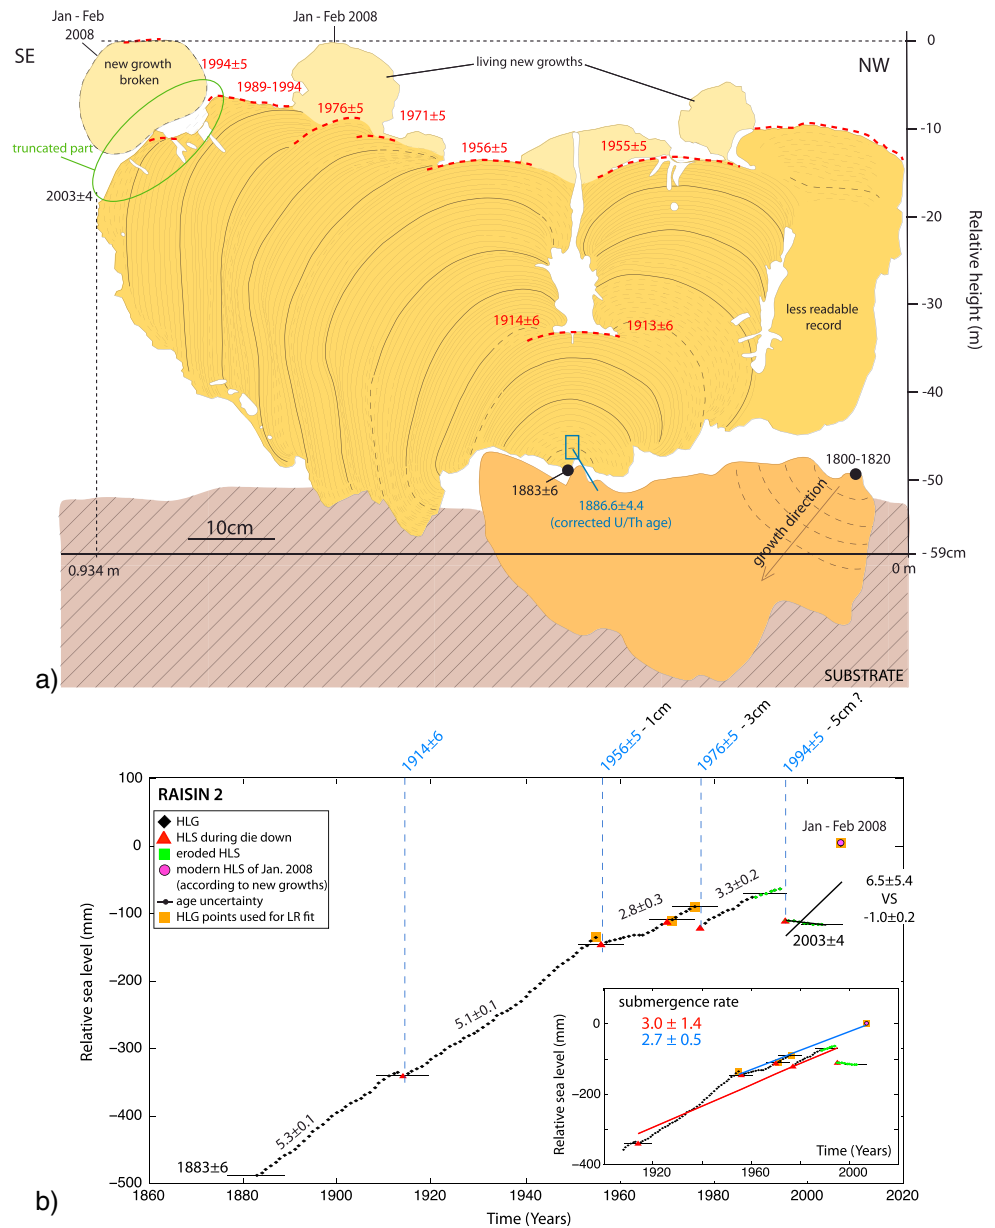 Jan - Feb
2008
Jan - Feb 2008
0
SE
NW
new growth
broken
1994±5
living new growths
1989-1994
1976±5
1971±5
-10
truncated part
1956±5
1955±5
2003±4
-20
Relative height (m)
-30
less readable
record
1914±6
1913±6
-40
1800-1820
-50
1883±6
1886.6±4.4
(corrected U/Th age)
growth direction
10cm
- 59cm
0.934 m
0 m
a)
SUBSTRATE
1914±6
1956±5 - 1cm
1976±5 - 3cm
1994±5 - 5cm ?
100
0
−100
−200
−300
−400
−500
Relative sea level (mm)
RAISIN 2
HLG
HLS during die down
eroded HLS
modern HLS of Jan. 2008
(according to new growths)
age uncertainty
HLG points used for LR fit
Jan - Feb 2008
6.5±5.4
VS
-1.0±0.2
2003±4
3.3±0.2
2.8±0.3
5.1±0.1
5.3±0.1
1883±6
submergence rate
3.0 ± 1.4
2.7 ± 0.5
0
−200
−400
Relative sea level (mm)
Time (Years)
1920
1960
2000
b)
1860
1880
1900
1920
1940
1960
1980
2000
2020
Time (Years)